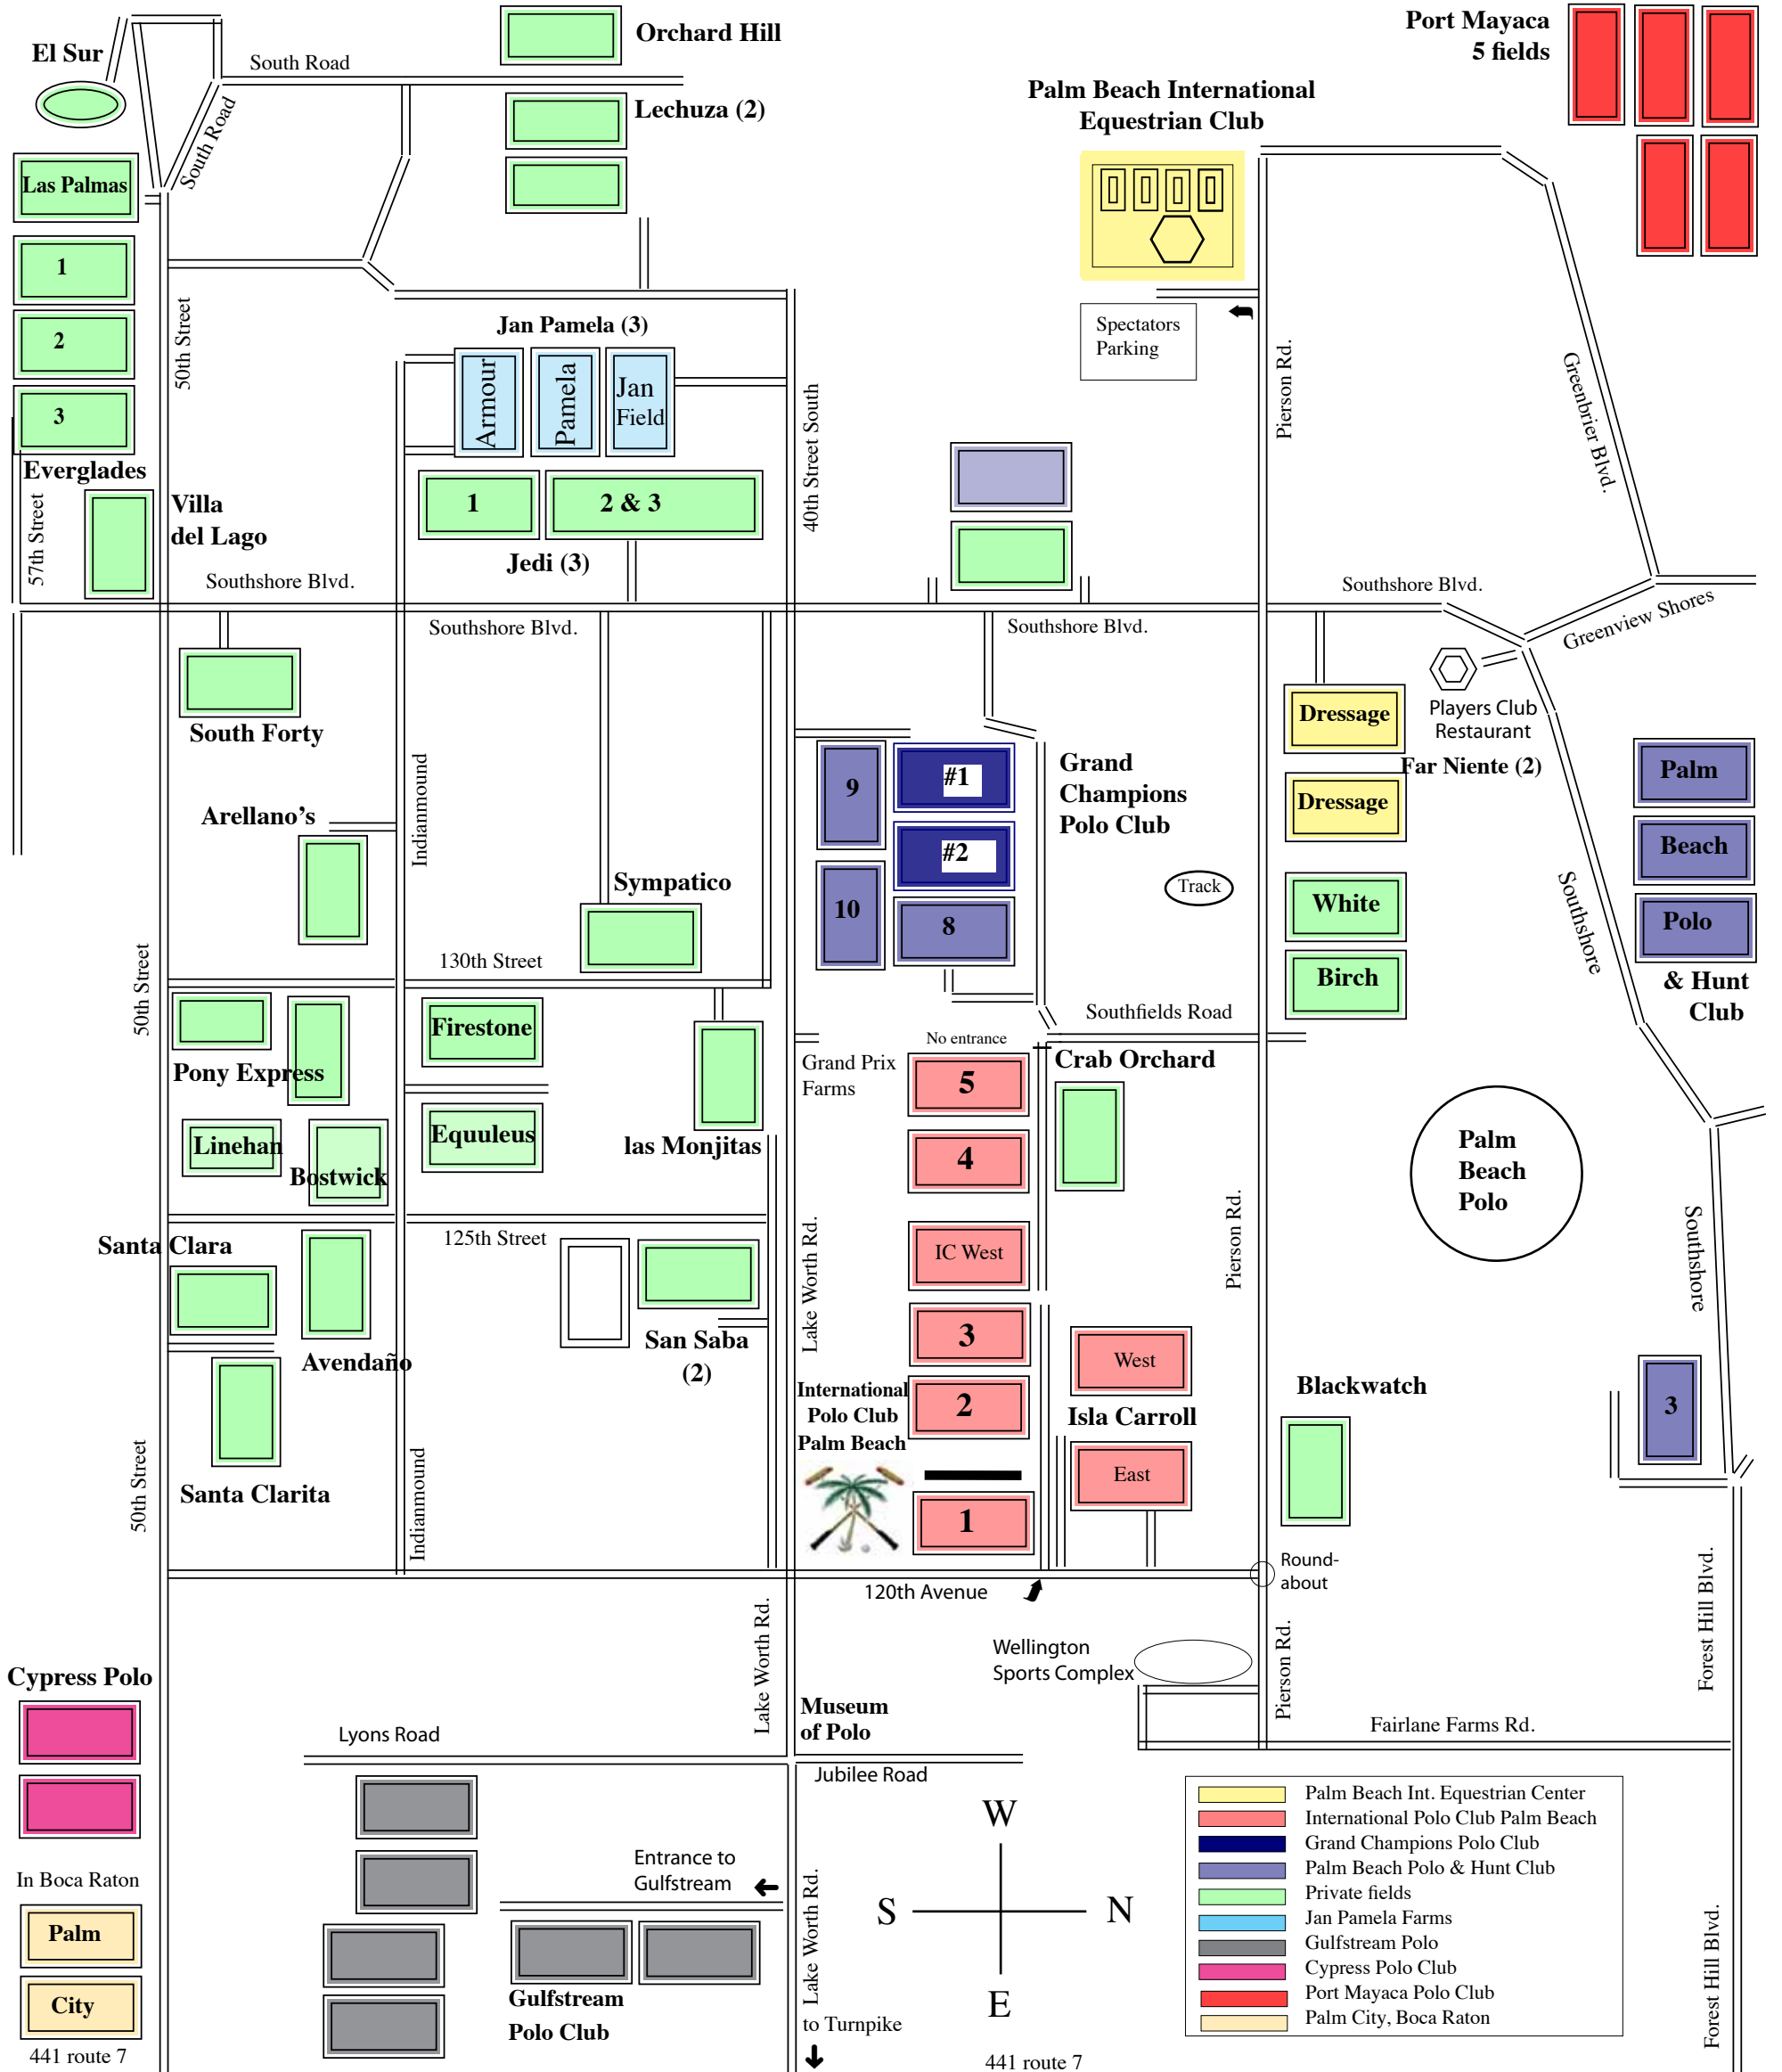 El Sur
South Road
South Road
Orchard Hill
Lechuza (2)
Port Mayaca
5 fields
Palm Beach International
Equestrian Club
Las Palmas
1
2
3
Everglades
50th Street
57th Street
Villa
del Lago
Jan Pamela (3)
Armour
Pamela
Jan
Field
1
2 & 3
Jedi (3)
40th Street South
Spectators
Parking
Pierson Rd.
Greenbrier Blvd.
Southshore Blvd.
Southshore Blvd.
Southshore Blvd.
Southshore Blvd.
Greenview Shores
South Forty
Arellano's
Indianmound
Sympatico
130th Street
9
10
#1
#2
8
Grand
Champions
Polo Club
Track
Dressage
Dressage
Players Club
Restaurant
Far Niente (2)
White
Birch
Southshore
Palm
Beach
Polo
& Hunt
Club
50th Street
Pony Express
Firestone
Linehan
Bostwick
Equuleus
las Monjitas
Grand Prix
Farms
No entrance
Southfields Road
Crab Orchard
5
4
IC West
3
2
1
Palm
Beach
Polo
Southshore
Pierson Rd.
Santa Clara
125th Street
Avendaño
San Saba
(2)
Lake Worth Rd.
International
Polo Club
Palm Beach
West
Isla Carroll
East
Blackwatch
3
50th Street
Santa Clarita
Indianmound
120th Avenue
Round-
about
Forest Hill Blvd.
Lake Worth Rd.
Wellington
Sports Complex
Pierson Rd.
Cypress Polo
Museum
of Polo
Lyons Road
Jubilee Road
Fairlane Farms Rd.
In Boca Raton
Palm
City
441 route 7
Entrance to
Gulfstream
Gulfstream
Polo Club
Lake Worth Rd.
to Turnpike
W
S
N
E
441 route 7
Palm Beach Int. Equestrian Center
International Polo Club Palm Beach
Grand Champions Polo Club
Palm Beach Polo & Hunt Club
Private fields
Jan Pamela Farms
Gulfstream Polo
Cypress Polo Club
Port Mayaca Polo Club
Palm City, Boca Raton
Forest Hill Blvd.